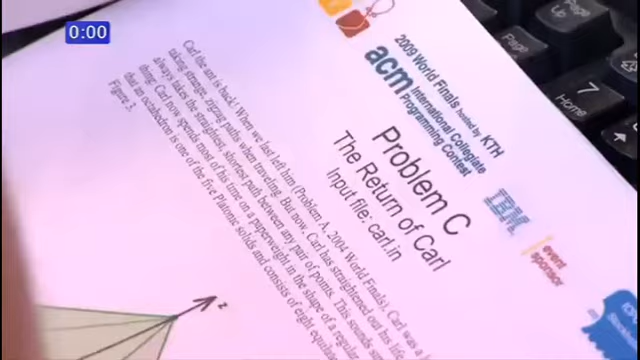 0:00
2009 World Finals hosted by KTH
acm International Collegiate
Programming Contest
IBM.
event
sponsor
Problem C
The Return of Carl
Input file: carl.in
Carl the ant is back! When we last left him (Problem A, 2004 World Finals), Carl was a
taking strange, zigzag paths when traveling. But now, Carl has straightened out his life
always takes the straightest, shortest path between any pair of points. This sounds sim
thing: Carl now spends most of his time on a paperweight in the shape of a regular
that an octahedron is one of the five Platonic solids and consists of eight equilate
Figure 3.
z
Page
Up
Page
7
Home